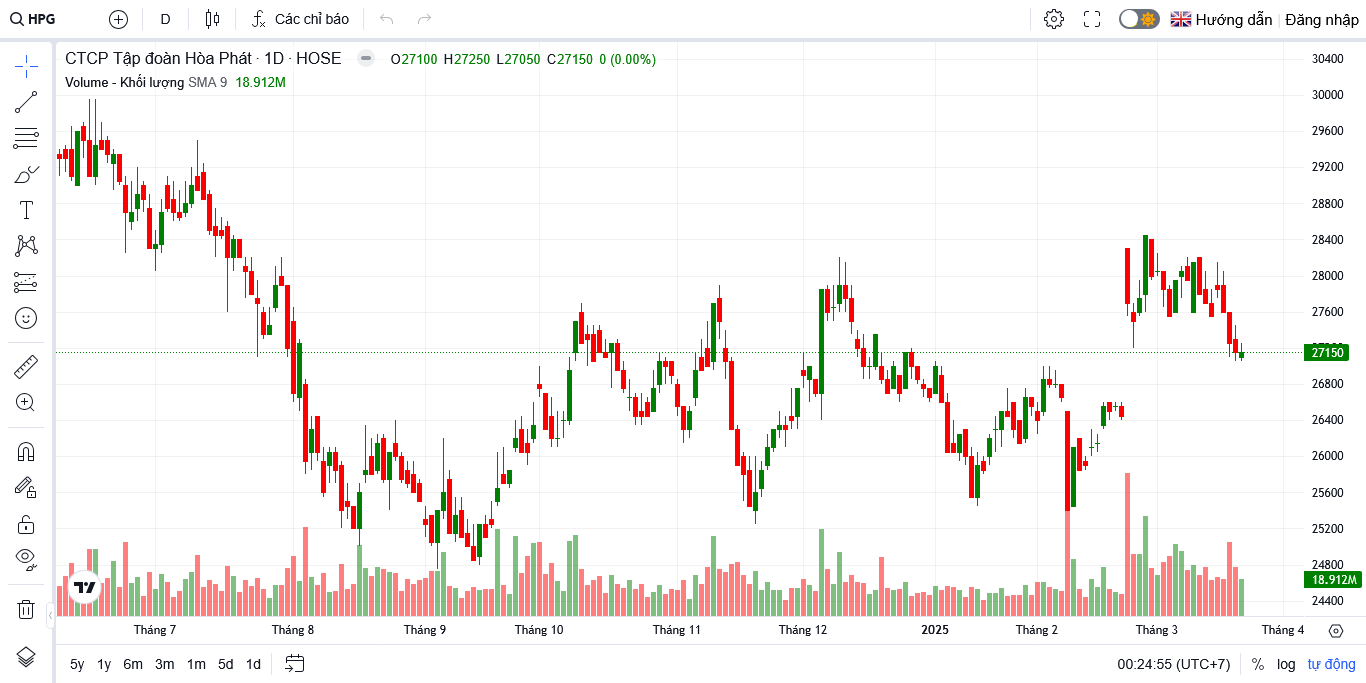 HPG D Các chỉ báo Hướng dẫn Đăng nhập
CTCP Tập đoàn Hòa Phát · 1D · HOSE O27100 H27250 L27050 C27150 0 (0.00%)
Volume - Khối lượng SMA 9 18.912M
30400
30000
29600
29200
28800
28400
28000
27600
27150
26800
26400
26000
25600
25200
24800
18.912M
24400
Tháng 7 Tháng 8 Tháng 9 Tháng 10 Tháng 11 Tháng 12 2025 Tháng 2 Tháng 3 Tháng 4
5y 1y 6m 3m 1m 5d 1d 00:24:55 (UTC+7) % log tự động